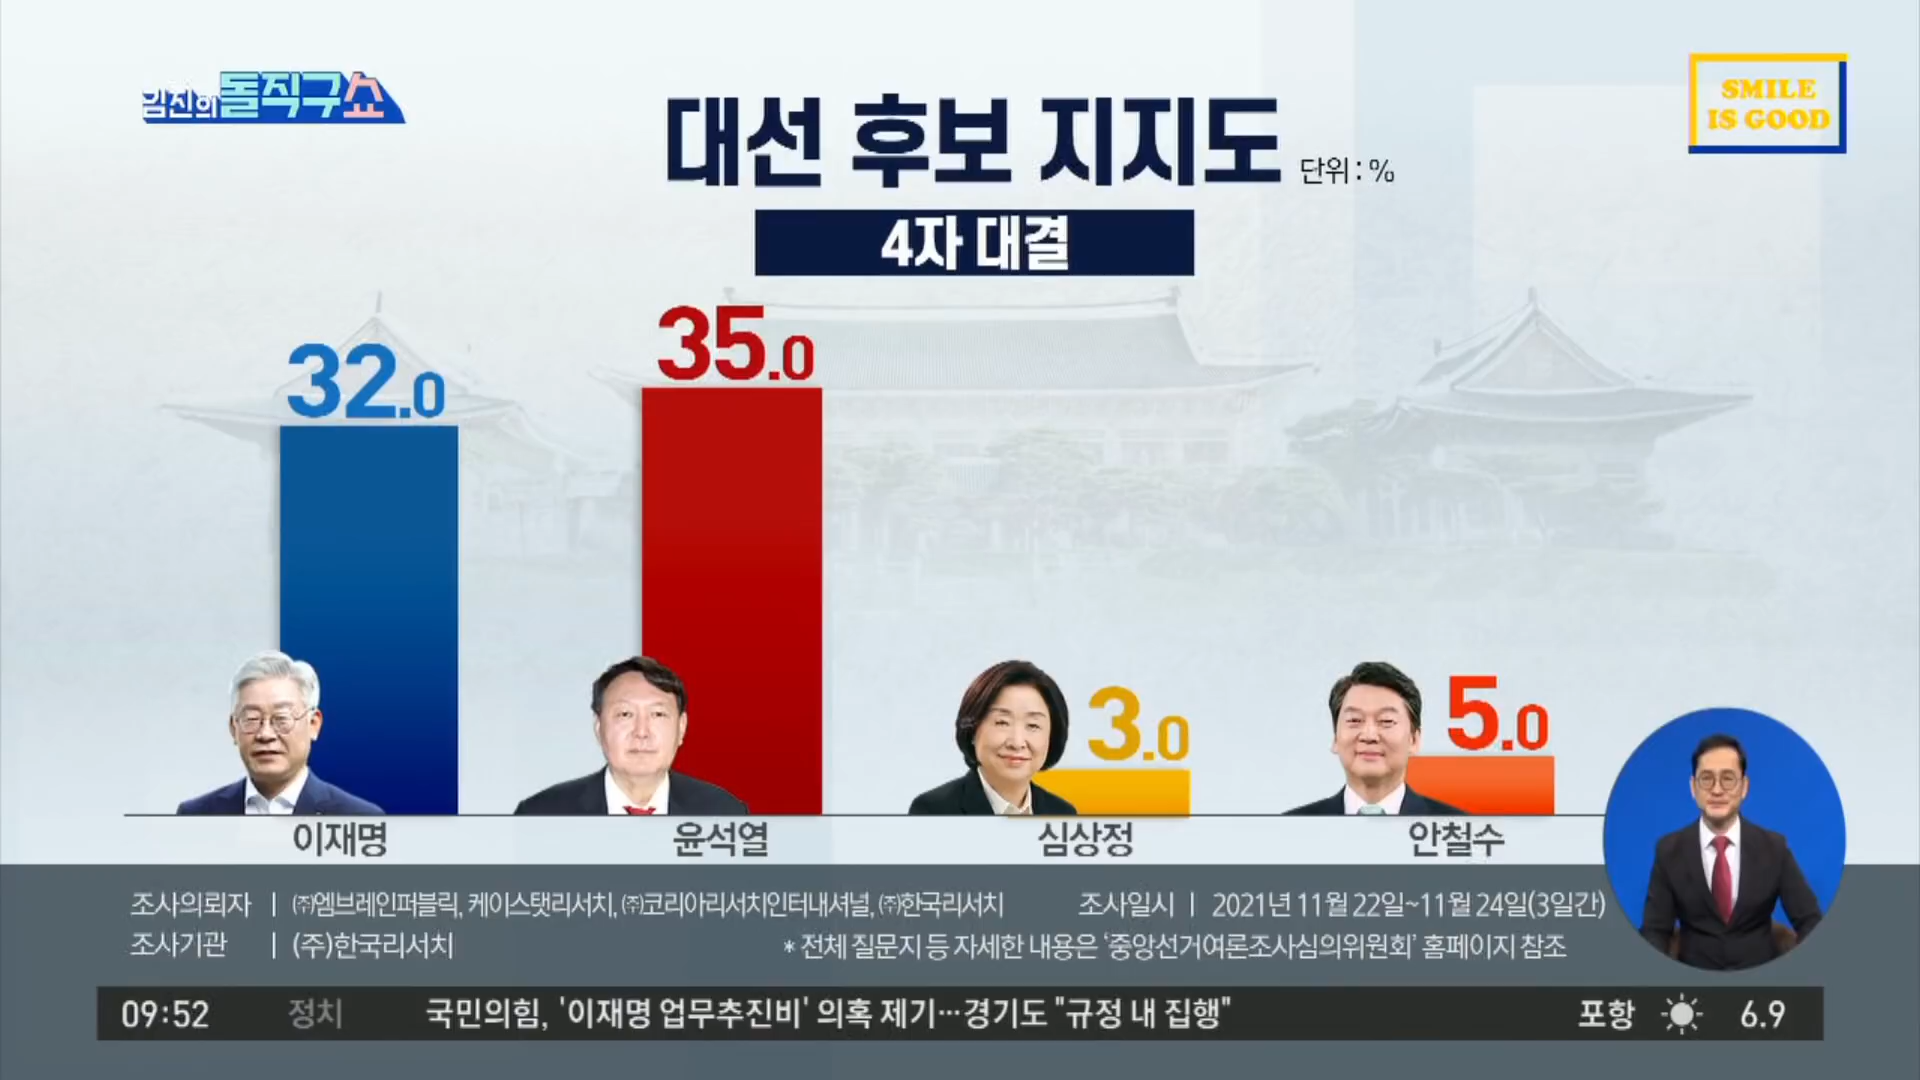 김진의 돌직구쇼
SMILE
IS GOOD
대선 후보 지지도 단위 : %
4자 대결
32.0
35.0
3.0
5.0
이재명
윤석열
심상정
안철수
조사의뢰자 | ㈜엠브레인퍼블릭, 케이스탯리서치, ㈜코리아리서치인터내셔널, ㈜한국리서치
조사일시 | 2021년 11월 22일~11월 24일(3일간)
조사기관 | (주)한국리서치
* 전체 질문지 등 자세한 내용은 '중앙선거여론조사심의위원회' 홈페이지 참조
09:52 정치 국민의힘, '이재명 업무추진비' 의혹 제기…경기도 "규정 내 집행" 포항 6.9